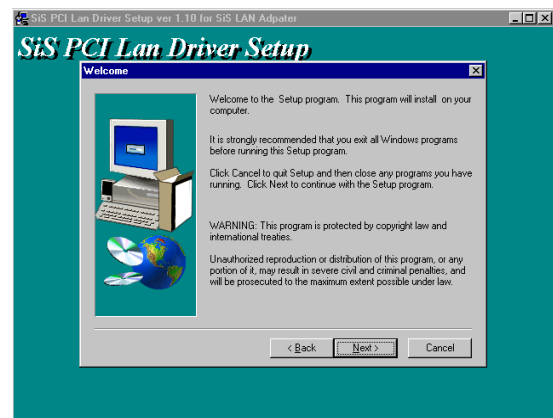 SiS PCI Lan Driver Setup ver 1.10 for SiS LAN Adpater
SiS PCI Lan Driver Setup
Welcome
Welcome to the Setup program. This program will install on your
computer.
It is strongly recommended that you exit all Windows programs
before running this Setup program.
Click Cancel to quit Setup and then close any programs you have
running. Click Next to continue with the Setup program.
WARNING: This program is protected by copyright law and
international treaties.
Unauthorized reproduction or distribution of this program, or any
portion of it, may result in severe civil and criminal penalties, and
will be prosecuted to the maximum extent possible under law.
< Back
Next >
Cancel